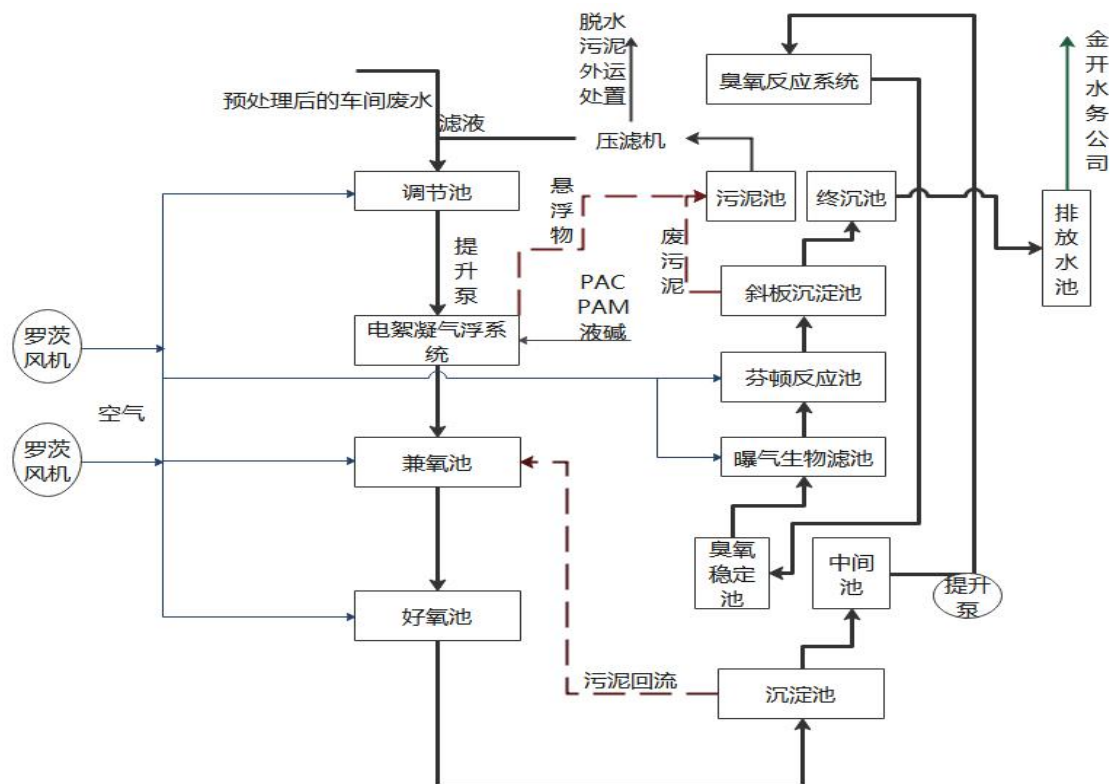 脱水
污泥
外运
处置
臭氧反应系统
金
开
水
务
公
司
预处理后的车间废水
滤液
压滤机
调节池
悬
浮
物
污泥池
终沉池
排
放
水
池
提
升
泵
废
污
泥
斜板沉淀池
PAC
PAM
液碱
罗茨
风机
电絮凝气浮系
统
芬顿反应池
空气
罗茨
风机
兼氧池
曝气生物滤池
臭氧
稳定
池
中间
池
提升
泵
好氧池
污泥回流
沉淀池